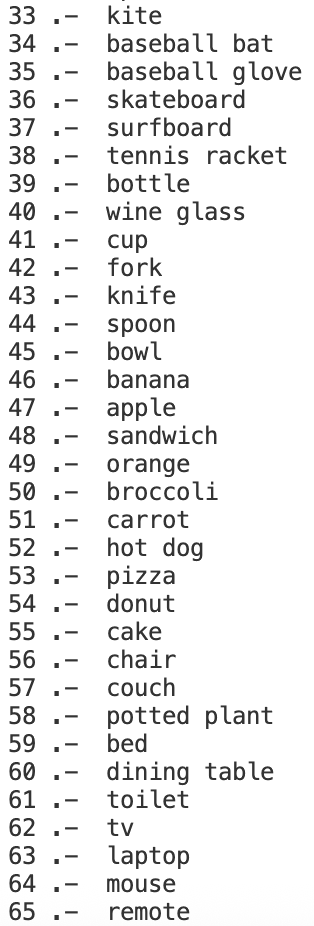 33 .–  kite
34 .–  baseball bat
35 .–  baseball glove
36 .–  skateboard
37 .–  surfboard
38 .–  tennis racket
39 .–  bottle
40 .–  wine glass
41 .–  cup
42 .–  fork
43 .–  knife
44 .–  spoon
45 .–  bowl
46 .–  banana
47 .–  apple
48 .–  sandwich
49 .–  orange
50 .–  broccoli
51 .–  carrot
52 .–  hot dog
53 .–  pizza
54 .–  donut
55 .–  cake
56 .–  chair
57 .–  couch
58 .–  potted plant
59 .–  bed
60 .–  dining table
61 .–  toilet
62 .–  tv
63 .–  laptop
64 .–  mouse
65 .–  remote